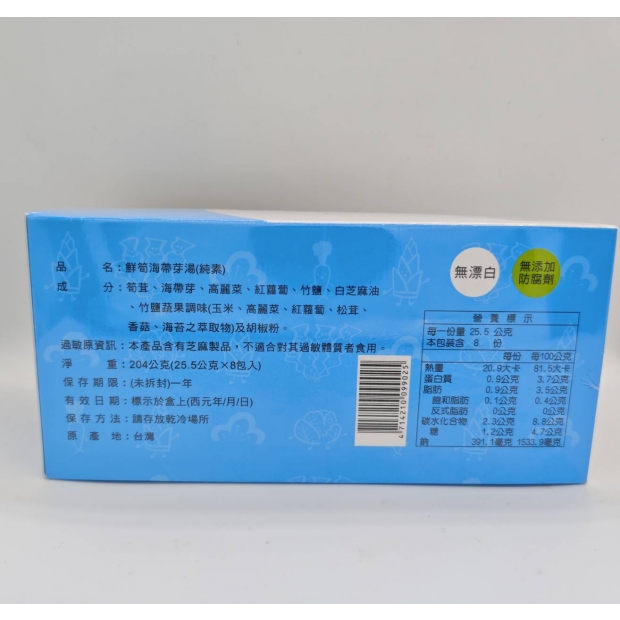 品　　名：鮮筍海帶芽湯(純素)
成　　分：筍茸、海帶芽、高麗菜、紅蘿蔔、竹鹽、白芝麻油
、竹鹽蔬果調味(玉米、高麗菜、紅蘿蔔、松茸、
香菇、海苔之萃取物)及胡椒粉。
過敏原資訊：本產品含有芝麻製品，不適合對其過敏體質者食用。
淨　　重：204公克(25.5公克×8包入)
保存期限：(未拆封)一年
有效日期：標示於盒上(西元年/月/日)
保存方法：請存放乾冷場所
原 產 地：台灣
4714210099023
無漂白
無添加
防腐劑
營養標示
每一份量 25.5 公克
本包裝含 8 份
每份 每100公克
熱量 20.8大卡 81.5大卡
蛋白質 0.9公克 3.7公克
脂肪 0.9公克 3.5公克
飽和脂肪 0.1公克 0.4公克
反式脂肪 0公克 0公克
碳水化合物 2.3公克 8.8公克
糖 1.2公克 4.7公克
鈉 391.1毫克 1533.9毫克